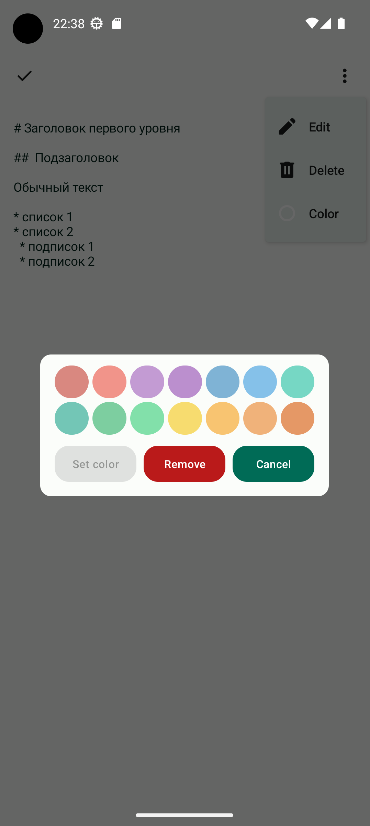 22:38
# Заголовок первого уровня
## Подзаголовок
Обычный текст
* список 1
* список 2
* подписок 1
* подписок 2
Edit
Delete
Color
Set color
Remove
Cancel